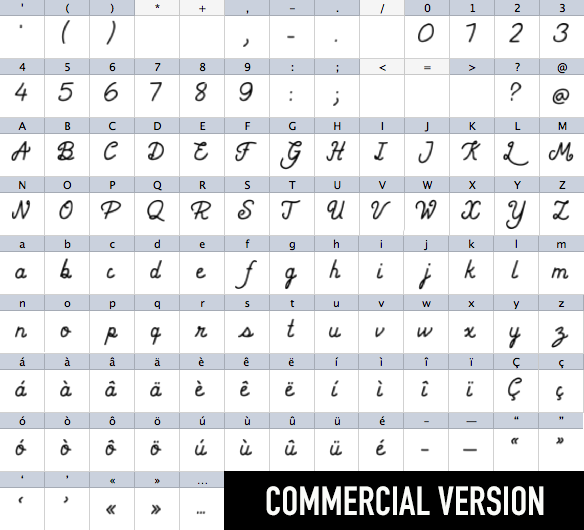 ' ( ) * + , - . / 0 1 2 3
' ( ) , - . 0 1 2 3
4 5 6 7 8 9 : ; < = > ? @
4 5 6 7 8 9 : ; ? @
A B C D E F G H I J K L M
A B C D E F G H I J K L M
N O P Q R S T U V W X Y Z
N O P Q R S T U V W X Y Z
a b c d e f g h i j k l m
a b c d e f g h i j k l m
n o p q r s t u v w x y z
n o p q r s t u v w x y z
á à â ä è ê ë í ì î ï Ç ç
á à â ä è ê ë í ì î ï Ç ç
ó ò ô ö ú ù û ü é – — “ ”
ó ò ô ö ú ù û ü é – — “ ”
‘ ’ « » …
‘ ’ « » …
COMMERCIAL VERSION